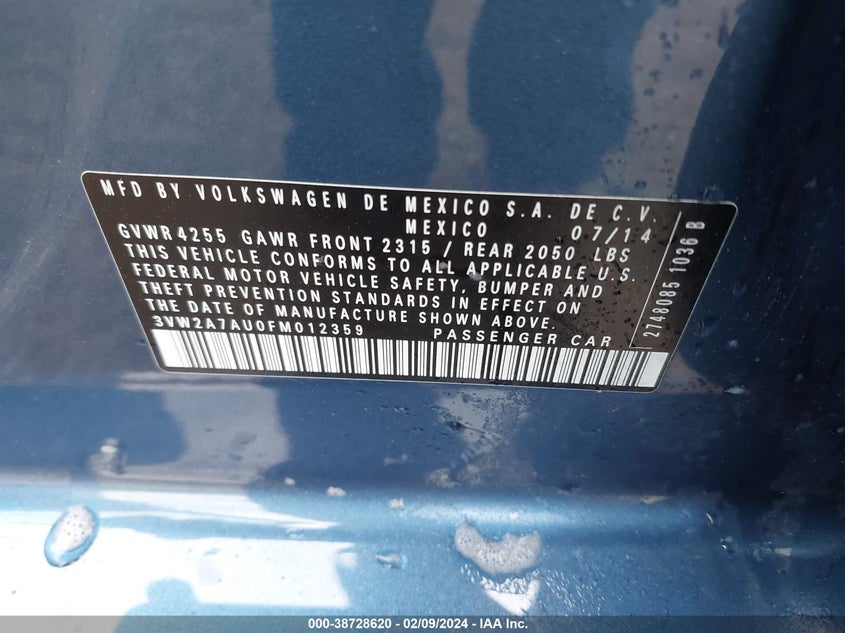 MFD BY VOLKSWAGEN DE MEXICO S.A. DE C.V.
MEXICO 07/14
GVWR 4255 GAWR FRONT 2315 / REAR 2050 LBS
THIS VEHICLE CONFORMS TO ALL APPLICABLE U.S.
FEDERAL MOTOR VEHICLE SAFETY, BUMPER AND
THEFT PREVENTION STANDARDS IN EFFECT ON
THE DATE OF MANUFACTURE SHOWN ABOVE.
3VW2A7AU0FM012359 PASSENGER CAR
2748085 1036 B
000-38728620 - 02/09/2024 - IAA Inc.